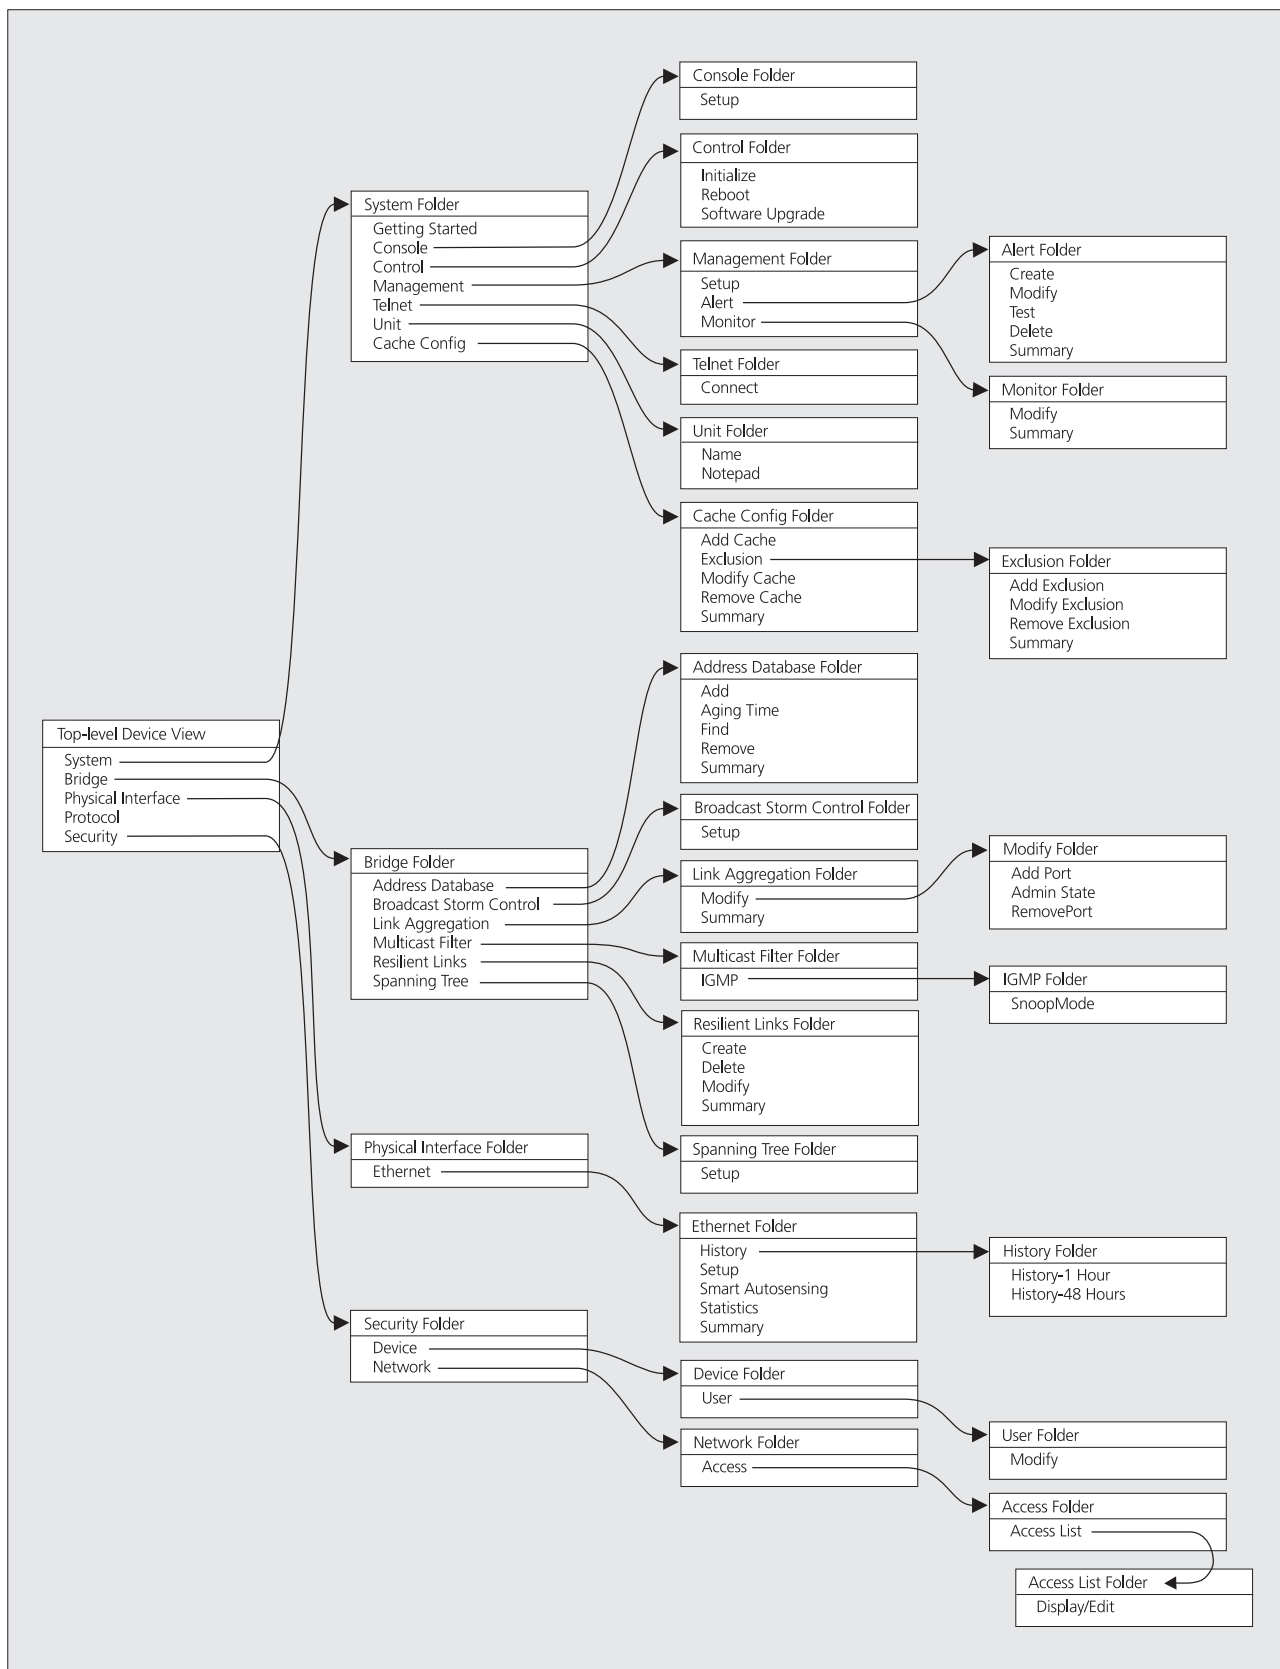 Top-level Device View
System
Bridge
Physical Interface
Protocol
Security
System Folder
Getting Started
Console
Control
Management
Telnet
Unit
Cache Config
Bridge Folder
Address Database
Broadcast Storm Control
Link Aggregation
Multicast Filter
Resilient Links
Spanning Tree
Physical Interface Folder
Ethernet
Security Folder
Device
Network
Console Folder
Setup
Control Folder
Initialize
Reboot
Software Upgrade
Management Folder
Setup
Alert
Monitor
Telnet Folder
Connect
Unit Folder
Name
Notepad
Cache Config Folder
Add Cache
Exclusion
Modify Cache
Remove Cache
Summary
Address Database Folder
Add
Aging Time
Find
Remove
Summary
Broadcast Storm Control Folder
Setup
Link Aggregation Folder
Modify
Summary
Multicast Filter Folder
IGMP
Resilient Links Folder
Create
Delete
Modify
Summary
Spanning Tree Folder
Setup
Ethernet Folder
History
Setup
Smart Autosensing
Statistics
Summary
Device Folder
User
Network Folder
Access
Alert Folder
Create
Modify
Test
Delete
Summary
Monitor Folder
Modify
Summary
Exclusion Folder
Add Exclusion
Modify Exclusion
Remove Exclusion
Summary
Modify Folder
Add Port
Admin State
RemovePort
IGMP Folder
SnoopMode
History Folder
History-1 Hour
History-48 Hours
User Folder
Modify
Access Folder
Access List
Access List Folder
Display/Edit